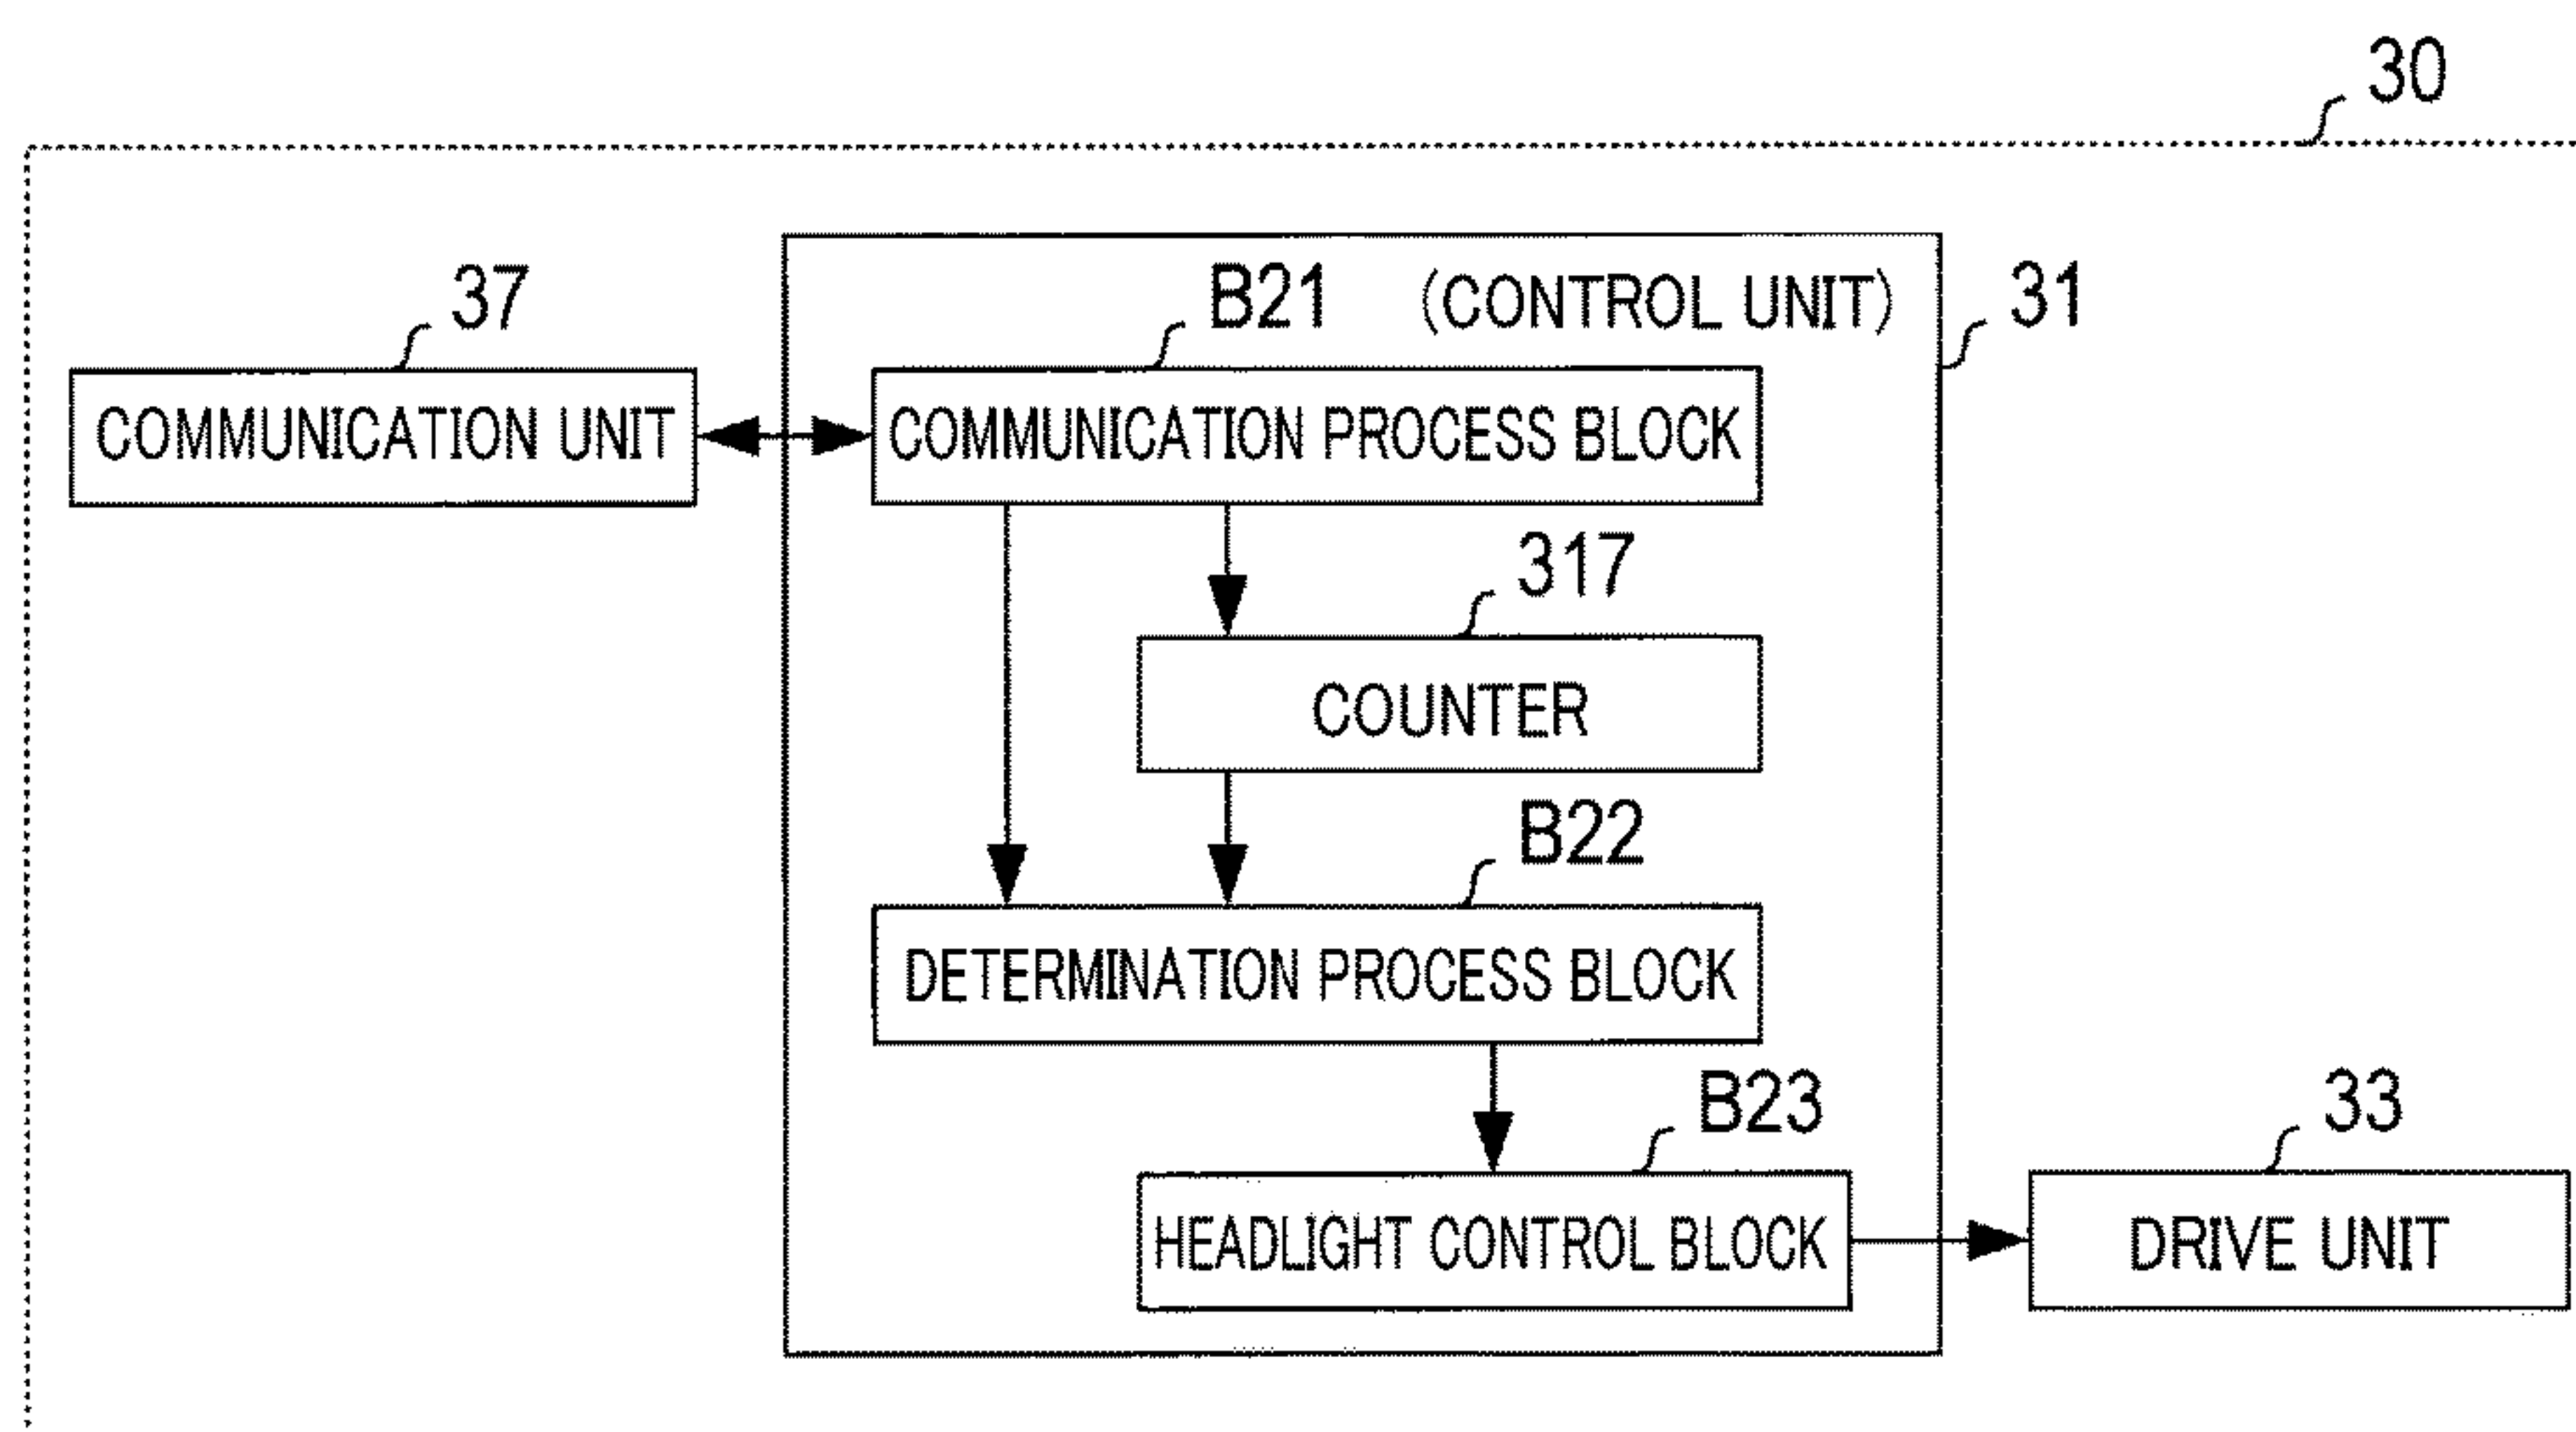 30
37
B21
(CONTROL UNIT)
31
COMMUNICATION UNIT
COMMUNICATION PROCESS BLOCK
317
COUNTER
B22
DETERMINATION PROCESS BLOCK
B23
33
HEADLIGHT CONTROL BLOCK
DRIVE UNIT